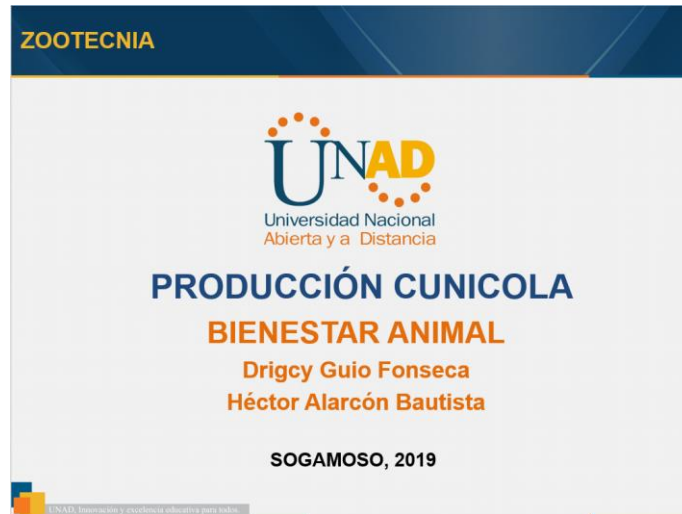 ZOOTECNIA
UNAD
Universidad Nacional
Abierta y a Distancia
PRODUCCIÓN CUNICOLA
BIENESTAR ANIMAL
Drigcy Guio Fonseca
Héctor Alarcón Bautista
SOGAMOSO, 2019
UNAD, Innovación y excelencia educativa para todos.